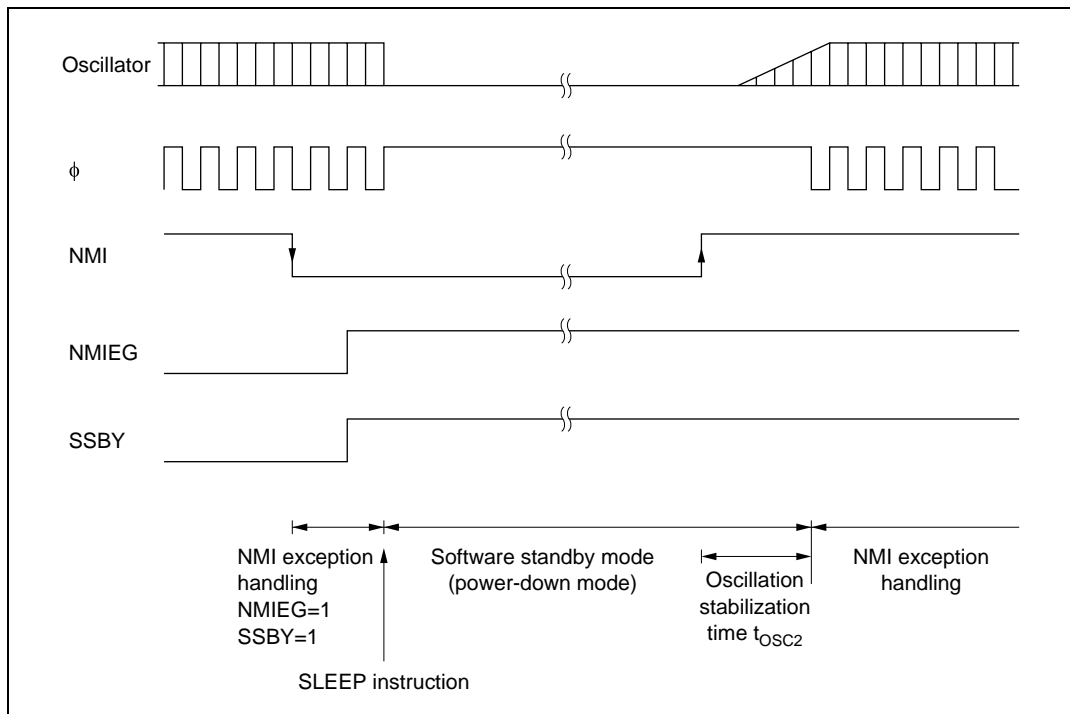 Oscillator
ϕ
NMI
NMIEG
SSBY
NMI exception
handling
NMIEG=1
SSBY=1
SLEEP instruction
Software standby mode
(power-down mode)
Oscillation
stabilization
time tOSC2
NMI exception
handling